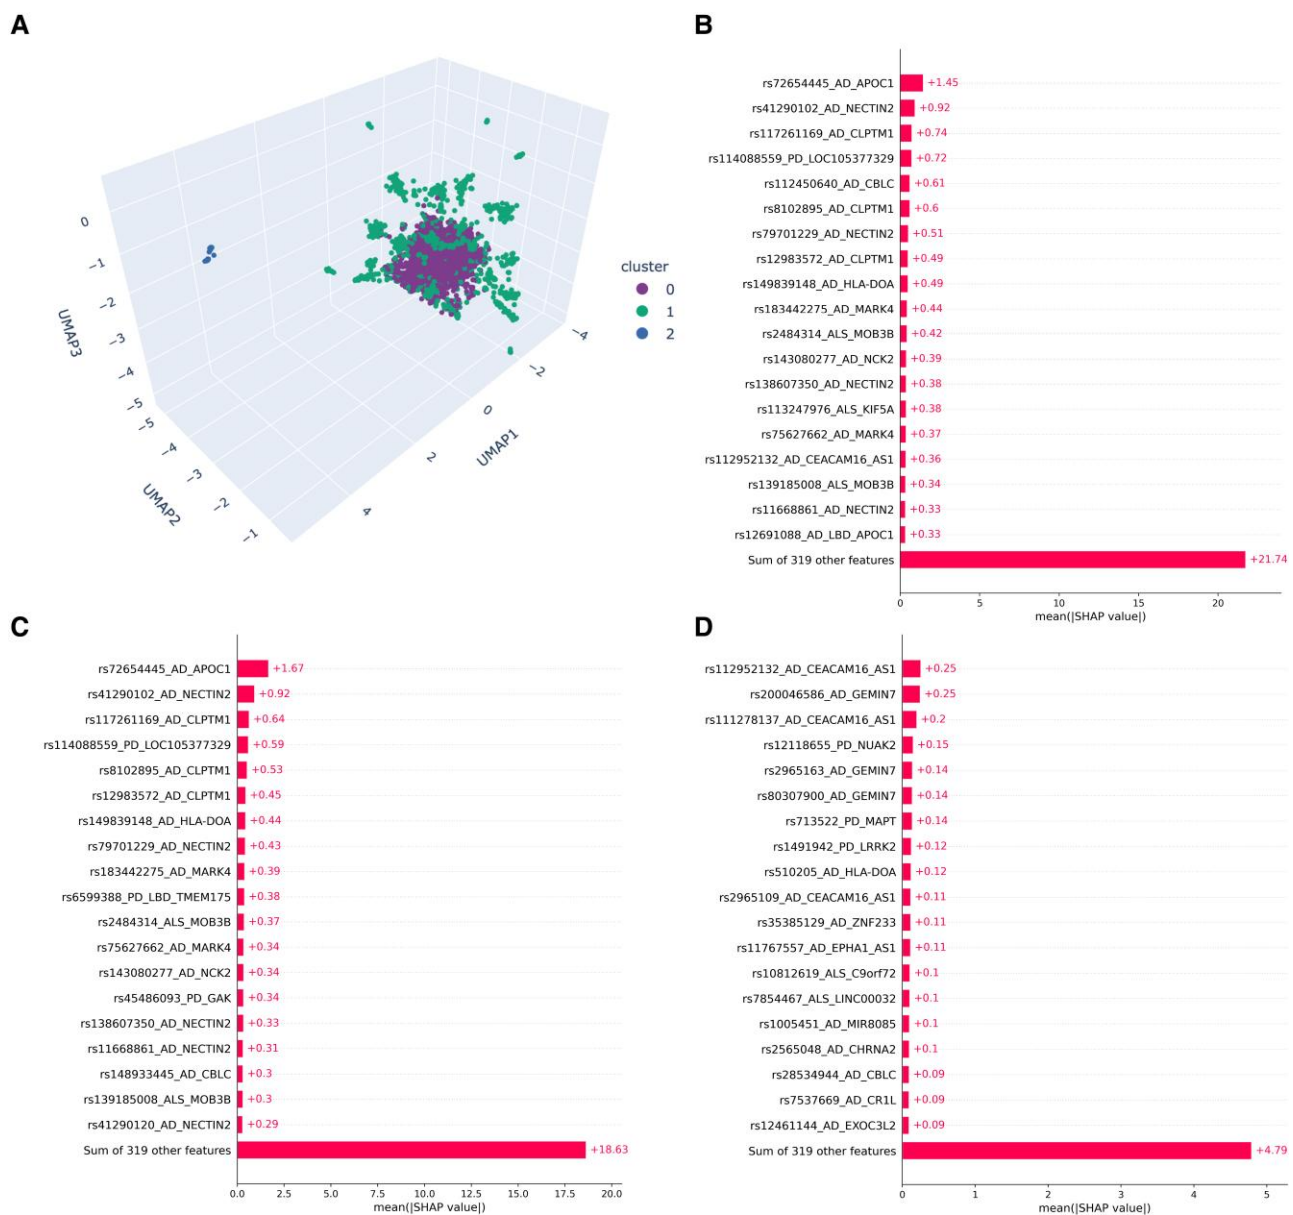 A
0
−1
−2
−3
−4
−5
UMAP3
−5
−4
−3
−2
−1
UMAP2
4
2
0
−2
−4
UMAP1
cluster
0
1
2
B
rs72654445_AD_APOC1 +1.45
rs41290102_AD_NECTIN2 +0.92
rs117261169_AD_CLPTM1 +0.74
rs114088559_PD_LOC105377329 +0.72
rs112450640_AD_CBLC +0.61
rs8102895_AD_CLPTM1 +0.6
rs79701229_AD_NECTIN2 +0.51
rs12983572_AD_CLPTM1 +0.49
rs149839148_AD_HLA-DOA +0.49
rs183442275_AD_MARK4 +0.44
rs2484314_ALS_MOB3B +0.42
rs143080277_AD_NCK2 +0.39
rs138607350_AD_NECTIN2 +0.38
rs113247976_ALS_KIF5A +0.38
rs75627662_AD_MARK4 +0.37
rs112952132_AD_CEACAM16_AS1 +0.36
rs139185008_ALS_MOB3B +0.34
rs11668861_AD_NECTIN2 +0.33
rs12691088_AD_LBD_APOC1 +0.33
Sum of 319 other features +21.74
0 5 10 15 20
mean(|SHAP value|)
C
rs72654445_AD_APOC1 +1.67
rs41290102_AD_NECTIN2 +0.92
rs117261169_AD_CLPTM1 +0.64
rs114088559_PD_LOC105377329 +0.59
rs8102895_AD_CLPTM1 +0.53
rs12983572_AD_CLPTM1 +0.45
rs149839148_AD_HLA-DOA +0.44
rs79701229_AD_NECTIN2 +0.43
rs183442275_AD_MARK4 +0.39
rs6599388_PD_LBD_TMEM175 +0.38
rs2484314_ALS_MOB3B +0.37
rs75627662_AD_MARK4 +0.34
rs143080277_AD_NCK2 +0.34
rs45486093_PD_GAK +0.34
rs138607350_AD_NECTIN2 +0.33
rs11668861_AD_NECTIN2 +0.31
rs148933445_AD_CBLC +0.3
rs139185008_ALS_MOB3B +0.3
rs41290120_AD_NECTIN2 +0.29
Sum of 319 other features +18.63
0.0 2.5 5.0 7.5 10.0 12.5 15.0 17.5 20.0
mean(|SHAP value|)
D
rs112952132_AD_CEACAM16_AS1 +0.25
rs200046586_AD_GEMIN7 +0.25
rs111278137_AD_CEACAM16_AS1 +0.2
rs12118655_PD_NUAK2 +0.15
rs2965163_AD_GEMIN7 +0.14
rs80307900_AD_GEMIN7 +0.14
rs713522_PD_MAPT +0.14
rs1491942_PD_LRRK2 +0.12
rs510205_AD_HLA-DOA +0.12
rs2965109_AD_CEACAM16_AS1 +0.11
rs35385129_AD_ZNF233 +0.11
rs11767557_AD_EPHA1_AS1 +0.11
rs10812619_ALS_C9orf72 +0.1
rs7854467_ALS_LINC00032 +0.1
rs1005451_AD_MIR8085 +0.1
rs2565048_AD_CHRNA2 +0.1
rs28534944_AD_CBLC +0.09
rs7537669_AD_CR1L +0.09
rs12461144_AD_EXOC3L2 +0.09
Sum of 319 other features +4.79
0 1 2 3 4 5
mean(|SHAP value|)